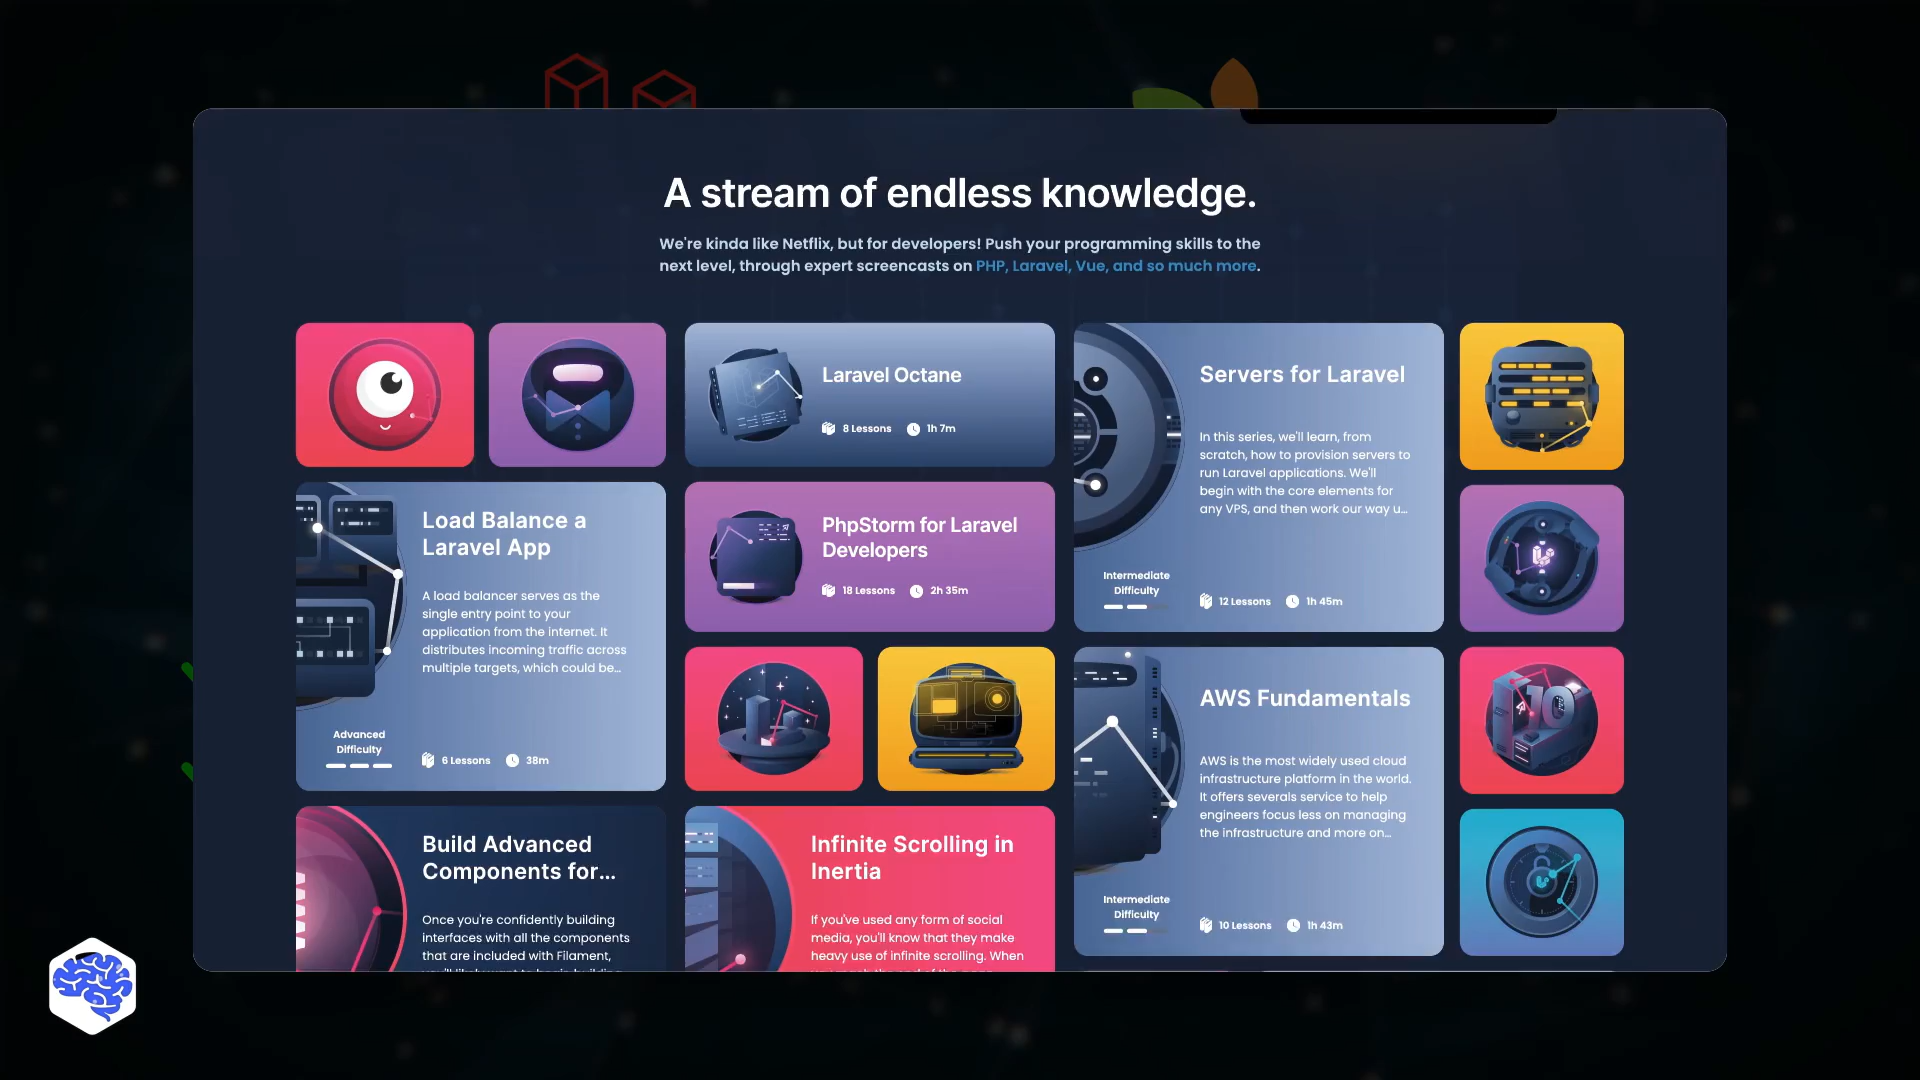 A stream of endless knowledge.
We're kinda like Netflix, but for developers! Push your programming skills to the
next level, through expert screencasts on PHP, Laravel, Vue, and so much more.
Laravel Octane
8 Lessons 1h 7m
Servers for Laravel
In this series, we'll learn, from
scratch, how to provision servers to
run Laravel applications. We'll
begin with the core elements for
any VPS, and then work our way u...
Intermediate
Difficulty
12 Lessons 1h 45m
Load Balance a
Laravel App
A load balancer serves as the
single entry point to your
application from the internet. It
distributes incoming traffic across
multiple targets, which could be...
Advanced
Difficulty
6 Lessons 38m
PhpStorm for Laravel
Developers
18 Lessons 2h 35m
10
AWS Fundamentals
AWS is the most widely used cloud
infrastructure platform in the world.
It offers severals service to help
engineers focus less on managing
the infrastructure and more on...
Intermediate
Difficulty
10 Lessons 1h 43m
Build Advanced
Components for...
Once you're confidently building
interfaces with all the components
that are included with Filament,
Infinite Scrolling in
Inertia
If you've used any form of social
media, you'll know that they make
heavy use of infinite scrolling. When